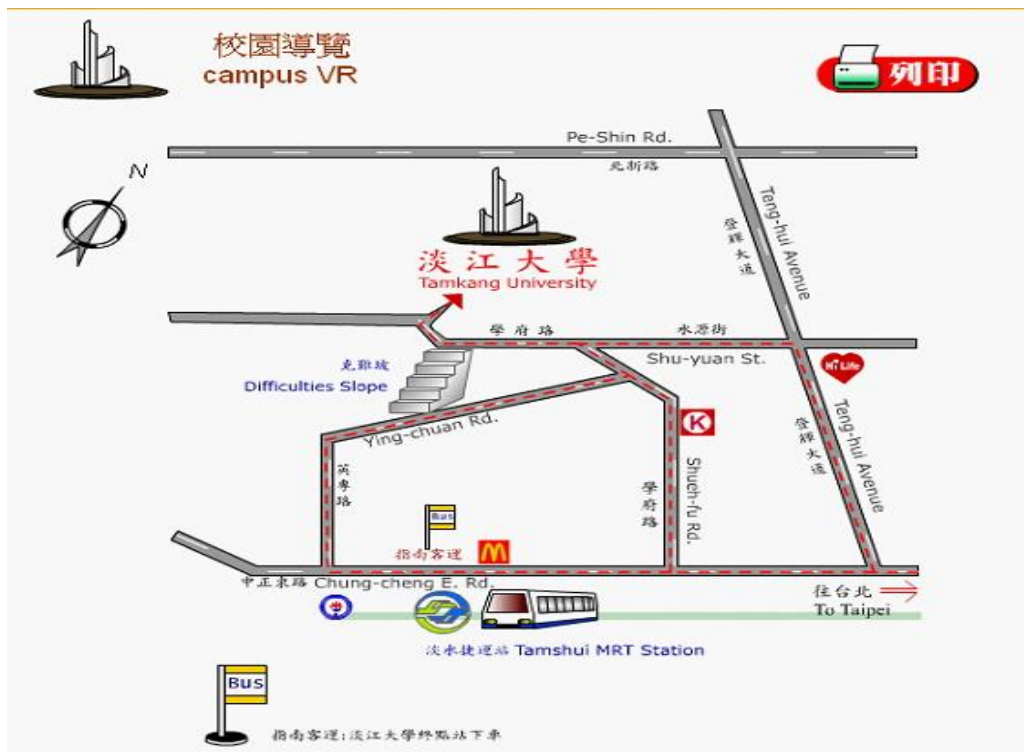 校園導覽
campus VR
列印
N
Pe-Shin Rd.
北新路
Teng-hui Avenue
登輝大道
淡江大學
Tamkang University
學府路
水源街
Shu-yuan St.
克難坡
Difficulties Slope
Hi Life
Ying-chuan Rd.
K
Teng-hui Avenue
登輝大道
英專路
學府路
Shueh-fu Rd.
Bus
指南客運
M
中正東路 Chung-cheng E. Rd.
往台北
To Taipei
淡水捷運站 Tamshui MRT Station
Bus
指南客運:淡江大學終點站下車